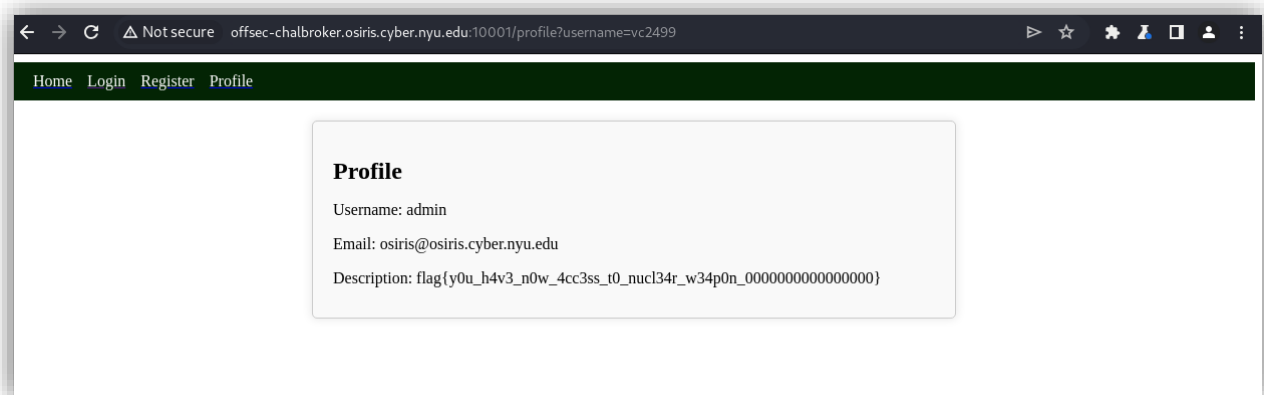 Not secure offsec-chalbroker.osiris.cyber.nyu.edu:10001/profile?username=vc2499
Home Login Register Profile
Profile
Username: admin
Email: osiris@osiris.cyber.nyu.edu
Description: flag{y0u_h4v3_n0w_4cc3ss_t0_nucl34r_w34p0n_0000000000000000}